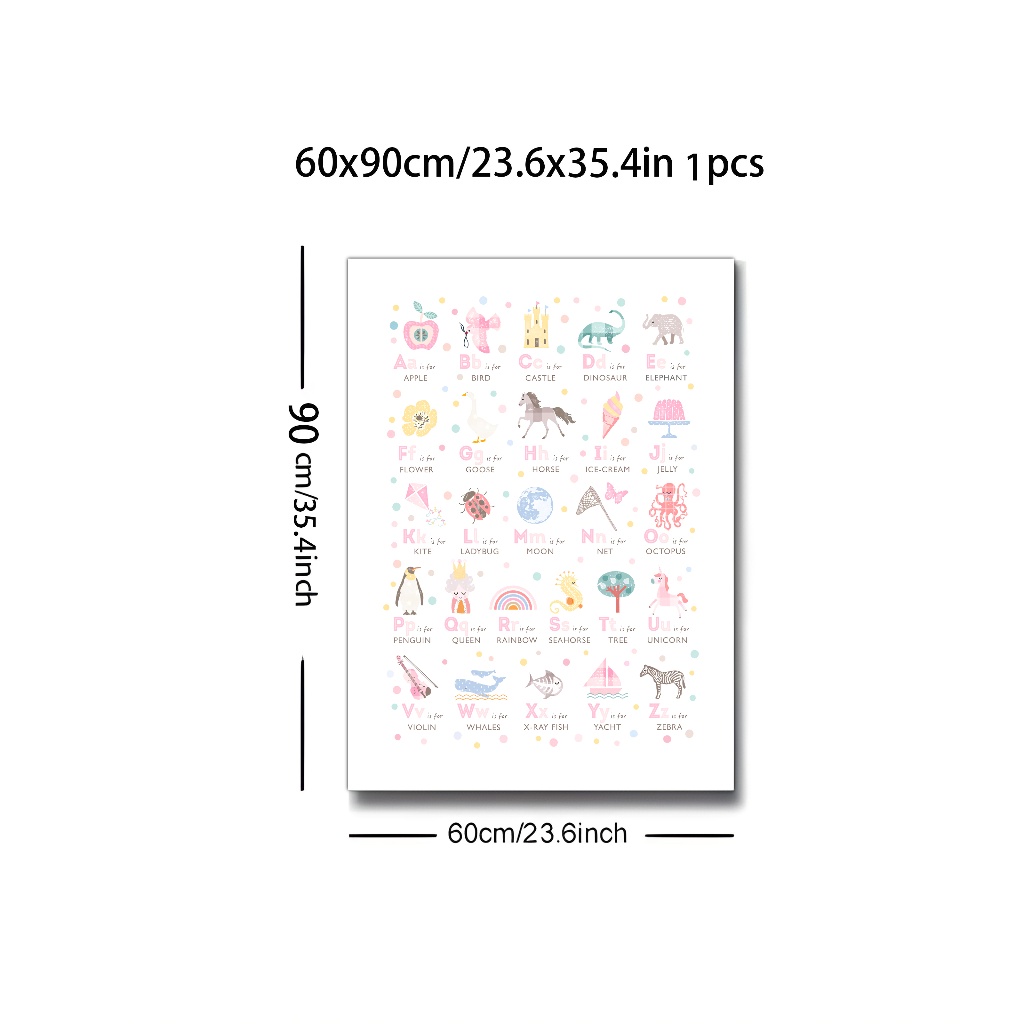 60x90cm/23.6x35.4in 1pcs
90 cm/35.4inch
Aa is for Bb is for Cc is for Dd is for Ee is for
APPLE BIRD CASTLE DINOSAUR ELEPHANT
Ff is for Gg is for Hh is for Ii is for Jj is for
FLOWER GOOSE HORSE ICE-CREAM JELLY
Kk is for Ll is for Mm is for Nn is for Oo is for
KITE LADYBUG MOON NET OCTOPUS
Pp is for Qq is for Rr is for Ss is for Tt is for Uu is for
PENGUIN QUEEN RAINBOW SEAHORSE TREE UNICORN
Vv is for Ww is for Xx is for Yy is for Zz is for
VIOLIN WHALES X-RAY FISH YACHT ZEBRA
60cm/23.6inch